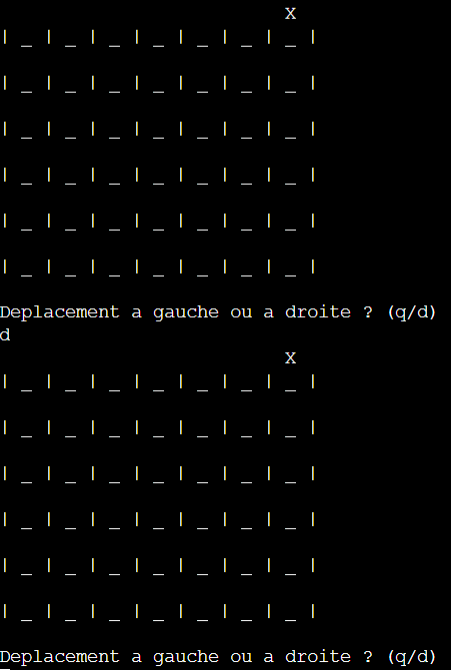 X
| _ | _ | _ | _ | _ | _ | _ |
| _ | _ | _ | _ | _ | _ | _ |
| _ | _ | _ | _ | _ | _ | _ |
| _ | _ | _ | _ | _ | _ | _ |
| _ | _ | _ | _ | _ | _ | _ |
| _ | _ | _ | _ | _ | _ | _ |
Deplacement a gauche ou a droite ? (q/d)
d
X
| _ | _ | _ | _ | _ | _ | _ |
| _ | _ | _ | _ | _ | _ | _ |
| _ | _ | _ | _ | _ | _ | _ |
| _ | _ | _ | _ | _ | _ | _ |
| _ | _ | _ | _ | _ | _ | _ |
| _ | _ | _ | _ | _ | _ | _ |
Deplacement a gauche ou a droite ? (q/d)